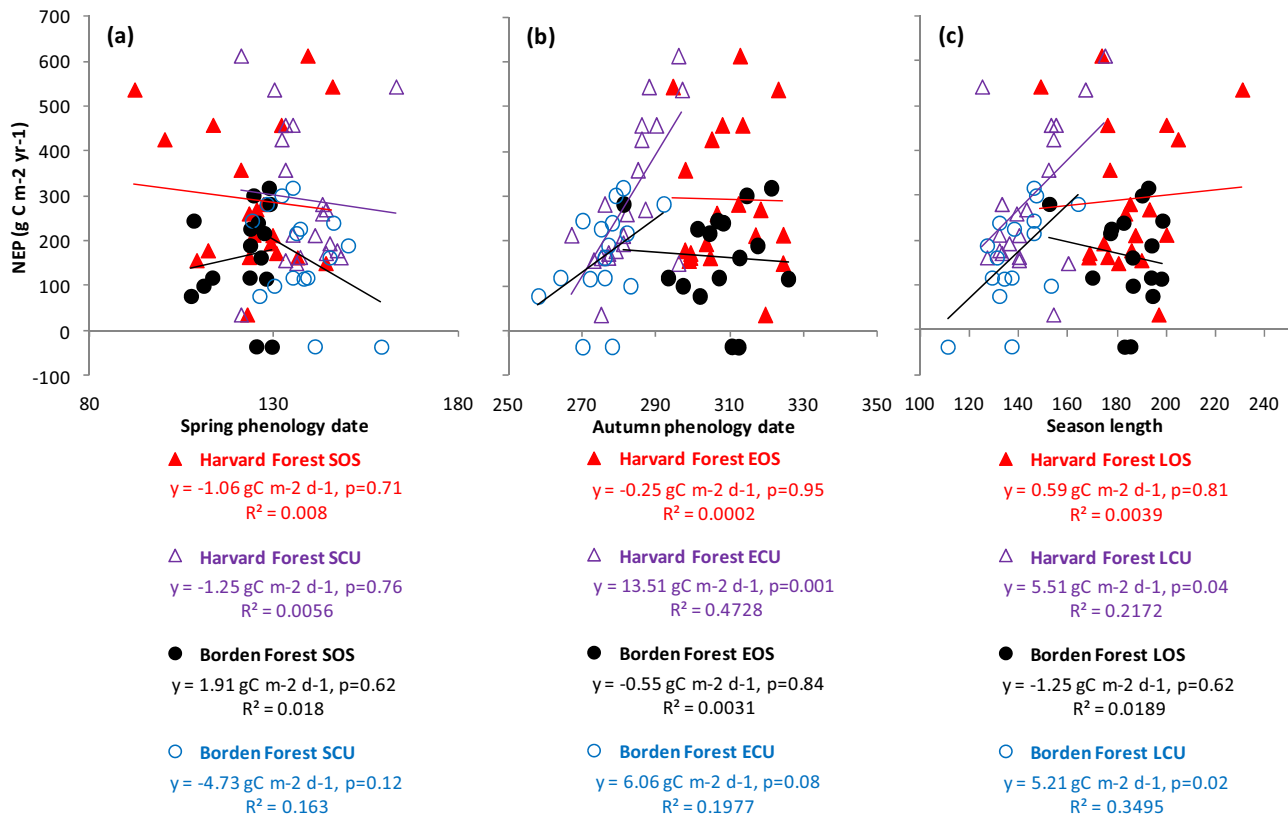 (a)
(b)
(c)
NEP (g C m-2 yr-1)
700
600
500
400
300
200
100
0
-100
80 130 180
250 270 290 310 330 350
100 120 140 160 180 200 220 240
Spring phenology date
Autumn phenology date
Season length
Harvard Forest SOS
y = -1.06 gC m-2 d-1, p=0.71
R² = 0.008
Harvard Forest SCU
y = -1.25 gC m-2 d-1, p=0.76
R² = 0.0056
Borden Forest SOS
y = 1.91 gC m-2 d-1, p=0.62
R² = 0.018
Borden Forest SCU
y = -4.73 gC m-2 d-1, p=0.12
R² = 0.163
Harvard Forest EOS
y = -0.25 gC m-2 d-1, p=0.95
R² = 0.0002
Harvard Forest ECU
y = 13.51 gC m-2 d-1, p=0.001
R² = 0.4728
Borden Forest EOS
y = -0.55 gC m-2 d-1, p=0.84
R² = 0.0031
Borden Forest ECU
y = 6.06 gC m-2 d-1, p=0.08
R² = 0.1977
Harvard Forest LOS
y = 0.59 gC m-2 d-1, p=0.81
R² = 0.0039
Harvard Forest LCU
y = 5.51 gC m-2 d-1, p=0.04
R² = 0.2172
Borden Forest LOS
y = -1.25 gC m-2 d-1, p=0.62
R² = 0.0189
Borden Forest LCU
y = 5.21 gC m-2 d-1, p=0.02
R² = 0.3495